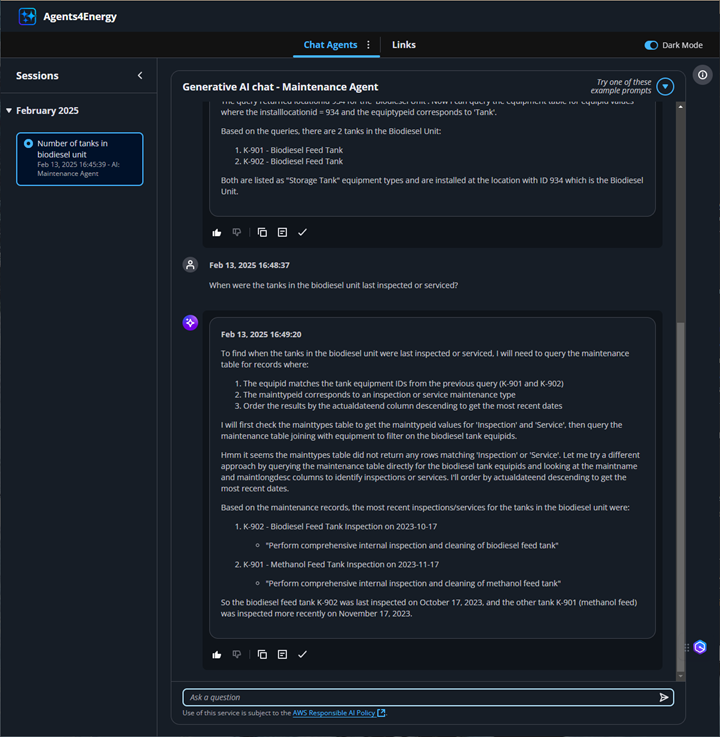 Agents4Energy
Chat Agents
Links
Dark Mode
Sessions
February 2025
Number of tanks in
biodiesel unit
Feb 13, 2025 16:45:39 - AI:
Maintenance Agent
Generative AI chat - Maintenance Agent
Try one of these
example prompts
The query returned locationid 934 for the 'Biodiesel Unit'. Now I can query the equipment table for equipid values
where the installlocationid = 934 and the equiptypeid corresponds to 'Tank'.
Based on the queries, there are 2 tanks in the Biodiesel Unit:
1. K-901 - Biodiesel Feed Tank
2. K-902 - Biodiesel Feed Tank
Both are listed as "Storage Tank" equipment types and are installed at the location with ID 934 which is the Biodiesel
Unit.
Feb 13, 2025 16:48:37
When were the tanks in the biodiesel unit last inspected or serviced?
Feb 13, 2025 16:49:20
To find when the tanks in the biodiesel unit were last inspected or serviced, I will need to query the maintenance
table for records where:
1. The equipid matches the tank equipment IDs from the previous query (K-901 and K-902)
2. The mainttypeid corresponds to an inspection or service maintenance type
3. Order the results by the actualdateend column descending to get the most recent dates
I will first check the mainttypes table to get the mainttypeid values for 'Inspection' and 'Service', then query the
maintenance table joining with equipment to filter on the biodiesel tank equipids.
Hmm it seems the mainttypes table did not return any rows matching 'Inspection' or 'Service'. Let me try a different
approach by querying the maintenance table directly for the biodiesel tank equipids and looking at the maintname
and maintlongdesc columns to identify inspections or services. I'll order by actualdateend descending to get the
most recent dates.
Based on the maintenance records, the most recent inspections/services for the tanks in the biodiesel unit were:
1. K-902 - Biodiesel Feed Tank Inspection on 2023-10-17
"Perform comprehensive internal inspection and cleaning of biodiesel feed tank"
2. K-901 - Methanol Feed Tank Inspection on 2023-11-17
"Perform comprehensive internal inspection and cleaning of methanol feed tank"
So the biodiesel feed tank K-902 was last inspected on October 17, 2023, and the other tank K-901 (methanol feed)
was inspected more recently on November 17, 2023.
Ask a question
Use of this service is subject to the AWS Responsible AI Policy.